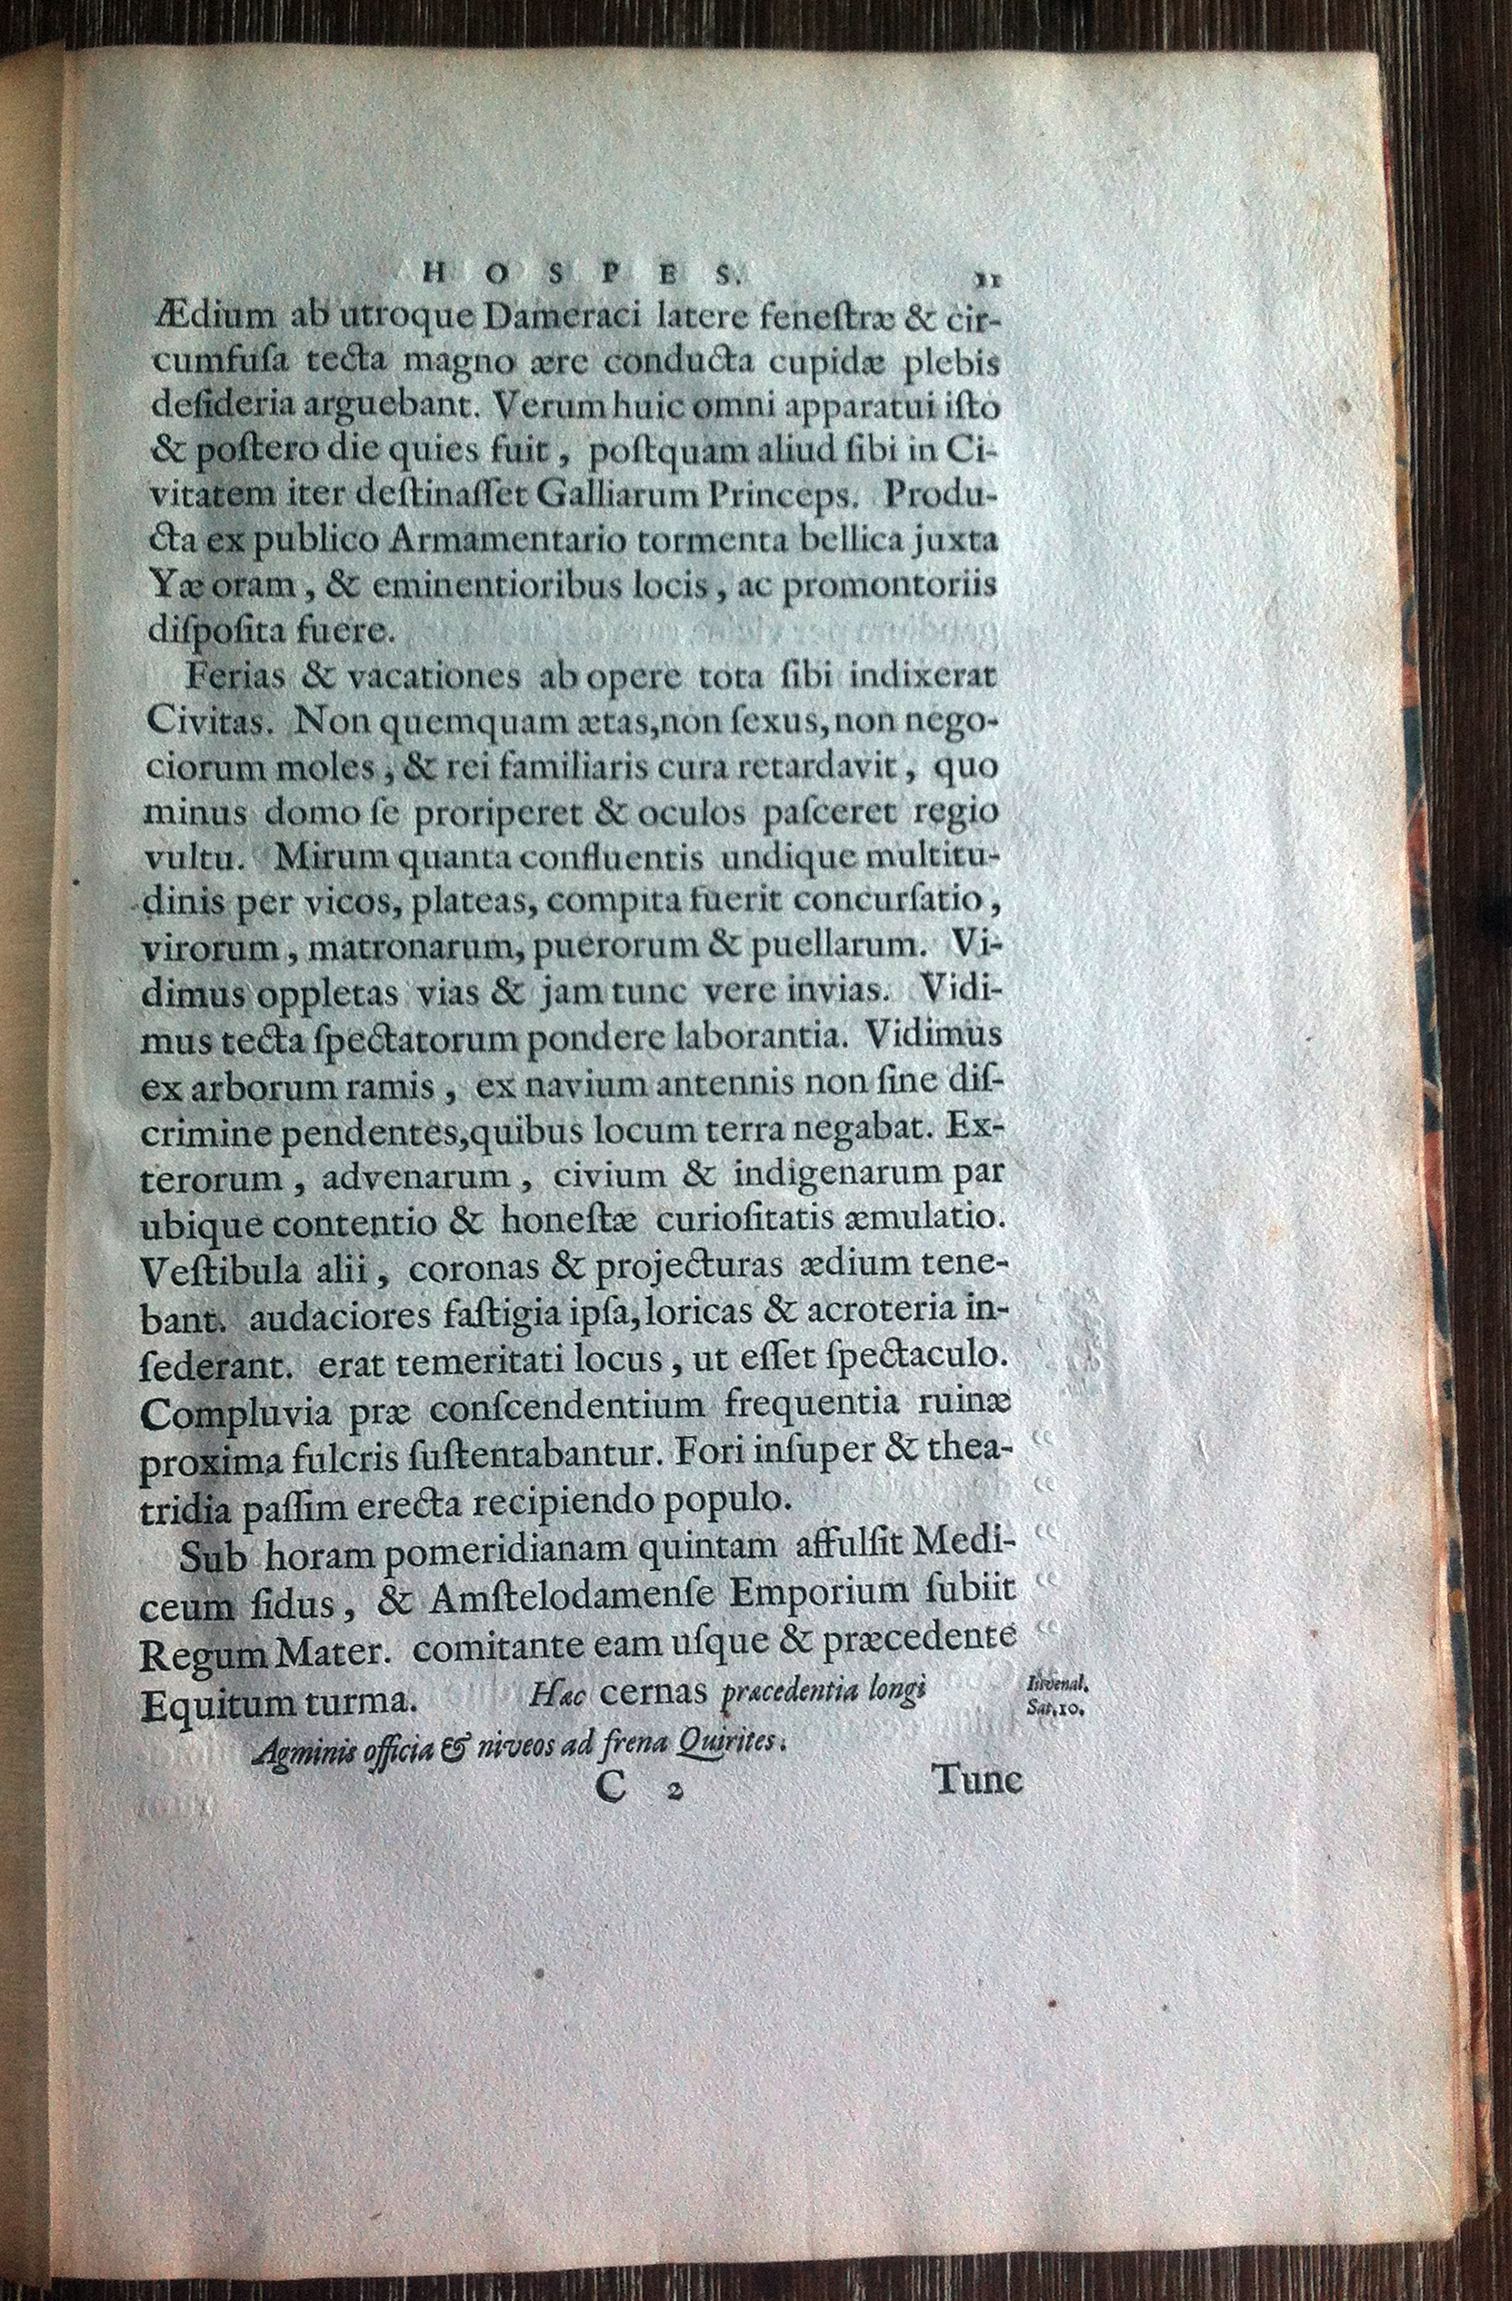 HOSPES. 11
Ædium ab utroque Dameraci latere feneſtræ & cir-
cumfuſa tecta magno ære conducta cupidæ plebis
deſideria arguebant. Verum huic omni apparatui iſto
& poſtero die quies fuit, poſtquam aliud ſibi in Ci-
vitatem iter deſtinaſſet Galliarum Princeps. Produ-
cta ex publico Armamentario tormenta bellica juxta
Yæ oram, & eminentioribus locis, ac promontoriis
diſpoſita fuere.
Ferias & vacationes ab opere tota ſibi indixerat
Civitas. Non quemquam ætas, non ſexus, non nego-
ciorum moles, & rei familiaris cura retardavit, quo
minus domo ſe proriperet & oculos paſceret regio
vultu. Mirum quanta confluentis undique multitu-
dinis per vicos, plateas, compita fuerit concurſatio,
virorum, matronarum, puerorum & puellarum. Vi-
dimus oppletas vias & jam tunc vere invias. Vidi-
mus tecta ſpectatorum pondere laborantia. Vidimus
ex arborum ramis, ex navium antennis non ſine diſ-
crimine pendentes, quibus locum terra negabat. Ex-
terorum, advenarum, civium & indigenarum par
ubique contentio & honeſtæ curioſitatis æmulatio.
Veſtibula alii, coronas & projecturas ædium tene-
bant. audaciores faſtigia ipſa, loricas & acroteria in-
ſederant. erat temeritati locus, ut eſſet ſpectaculo.
Compluvia præ conſcendentium frequentia ruinæ
proxima fulcris ſuſtentabantur. Fori inſuper & thea-
tridia paſſim erecta recipiendo populo.
Sub horam pomeridianam quintam affulſit Medi-
ceum ſidus, & Amſtelodamenſe Emporium ſubiit
Regum Mater. comitante eam uſque & præcedente
Equitum turma. Hac cernas præcedentia longi
Iuvenal.
Sat. 10.
Agminis officia & niveos ad frena Quirites.
C 2 Tunc